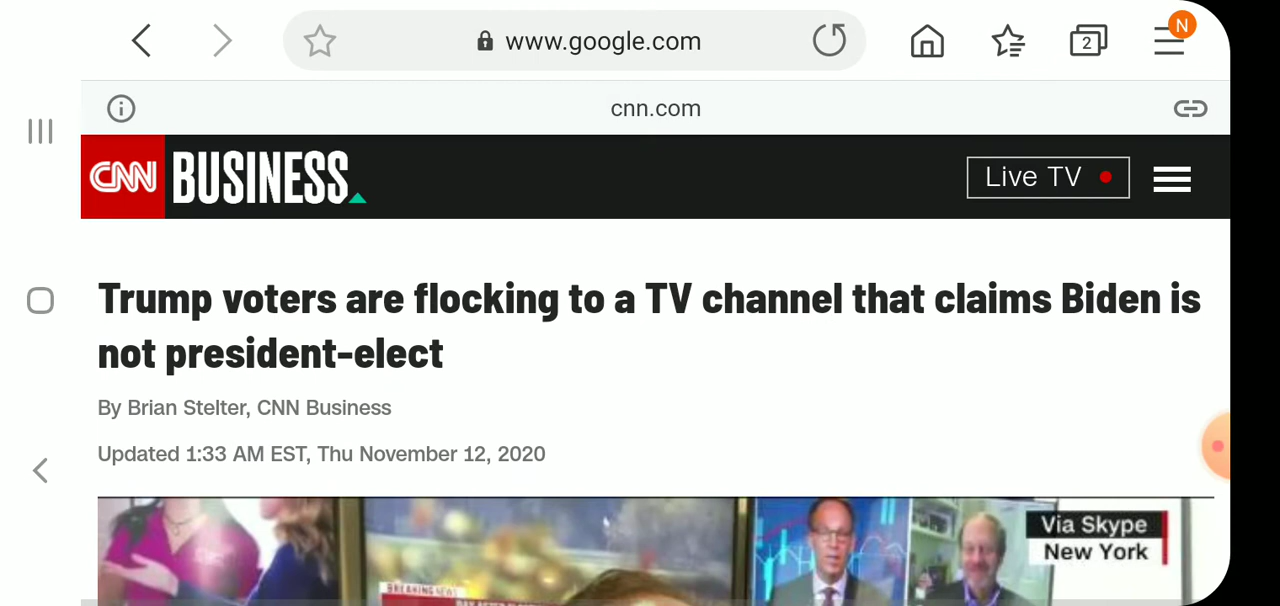 www.google.com
2
N
cnn.com
CNN BUSINESS
Live TV
Trump voters are flocking to a TV channel that claims Biden is
not president-elect
By Brian Stelter, CNN Business
Updated 1:33 AM EST, Thu November 12, 2020
Via Skype
New York
BREAKING NEWS